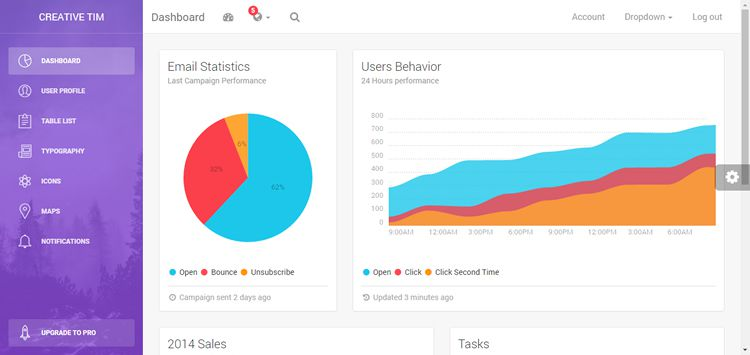 CREATIVE TIM
DASHBOARD
USER PROFILE
TABLE LIST
TYPOGRAPHY
ICONS
MAPS
NOTIFICATIONS
UPGRADE TO PRO
Dashboard
5
Account
Dropdown
Log out
Email Statistics
Last Campaign Performance
6%
32%
62%
Open Bounce Unsubscribe
Campaign sent 2 days ago
Users Behavior
24 Hours performance
800
700
600
500
400
300
200
100
0
9:00AM 12:00AM 3:00PM 6:00PM 9:00PM 12:00PM 3:00AM 6:00AM
Open Click Click Second Time
Updated 3 minutes ago
2014 Sales
Tasks